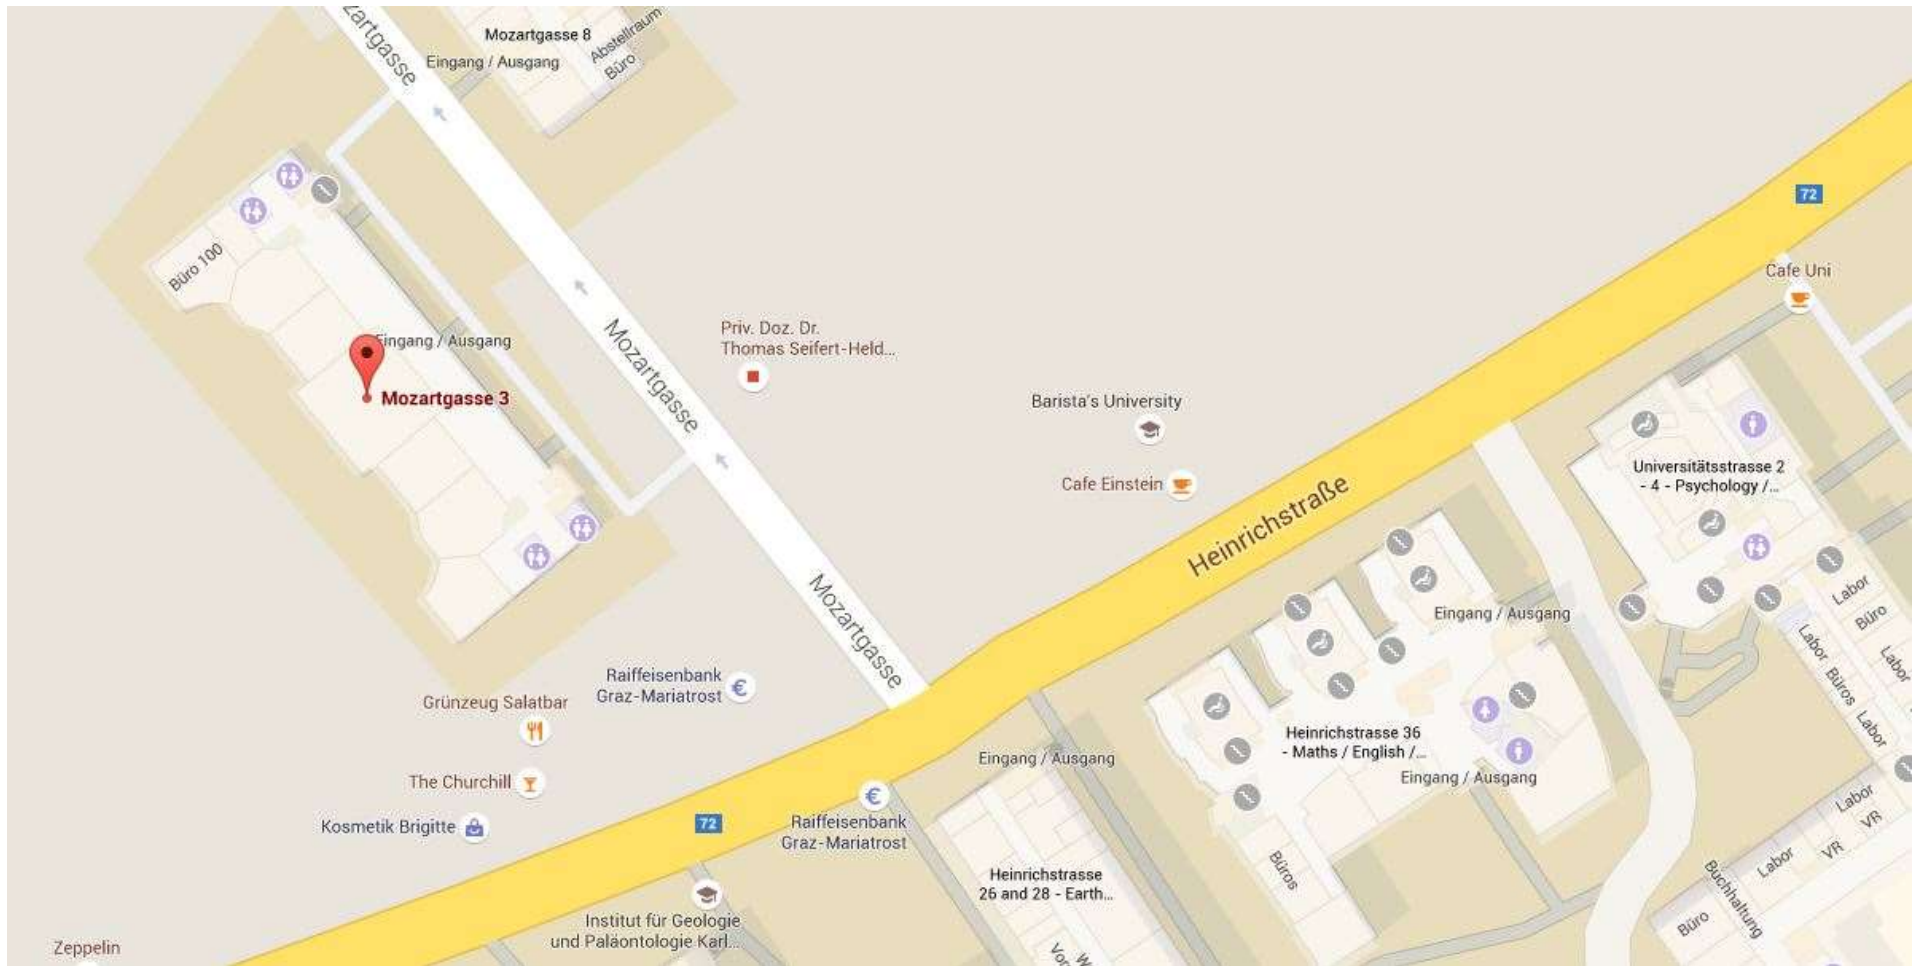 Mozartgasse 8
Eingang / Ausgang
Abstellraum
Büro
72
Cafe Uni
Büro 100
Eingang / Ausgang
Mozartgasse 3
Mozartgasse
Priv. Doz. Dr.
Thomas Seifert-Held...
Barista's University
Cafe Einstein
Heinrichstraße
Universitätsstrasse 2
- 4 - Psychology /...
Mozartgasse
Eingang / Ausgang
Labor
Büro
Labor
Labor
Büros
Labor
Raiffeisenbank
Graz-Mariatrost
Grünzeug Salatbar
The Churchill
Kosmetik Brigitte
72
Raiffeisenbank
Graz-Mariatrost
Eingang / Ausgang
Heinrichstrasse 36
- Maths / English /...
Eingang / Ausgang
Heinrichstrasse
26 and 28 - Earth...
Büros
Labor
VR
Labor
VR
Buchhaltung
Büro
Institut für Geologie
und Paläontologie Karl...
Zeppelin